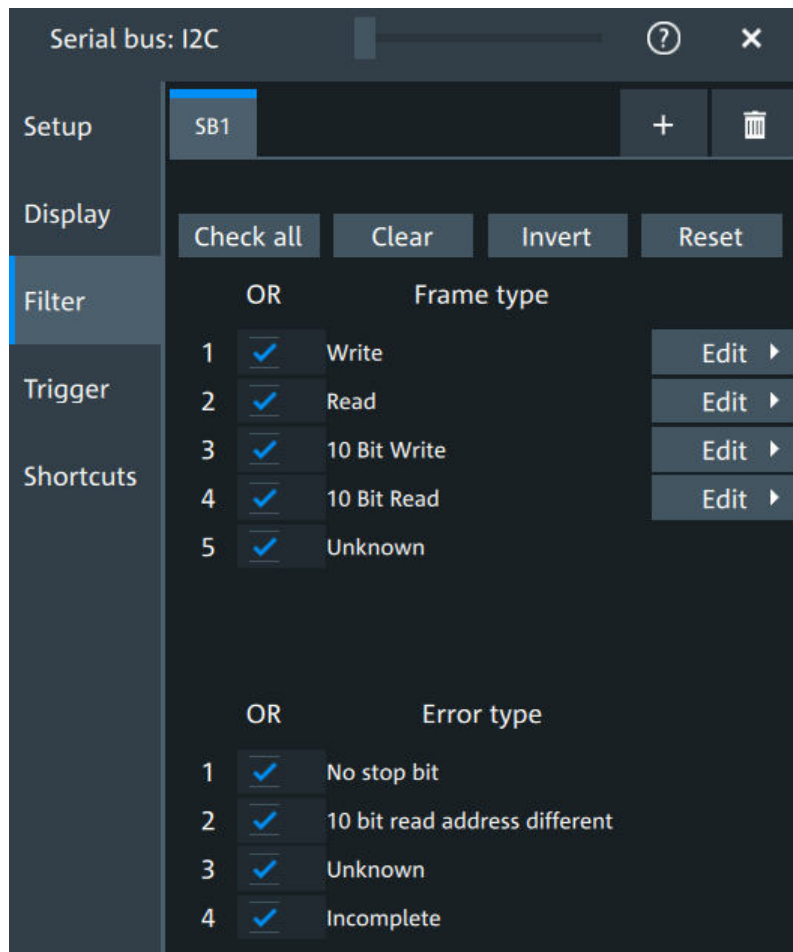 Serial bus: I2C ? ×
Setup
Display
Filter
Trigger
Shortcuts
SB1 +
Check all Clear Invert Reset
OR Frame type
1 Write Edit
2 Read Edit
3 10 Bit Write Edit
4 10 Bit Read Edit
5 Unknown
OR Error type
1 No stop bit
2 10 bit read address different
3 Unknown
4 Incomplete